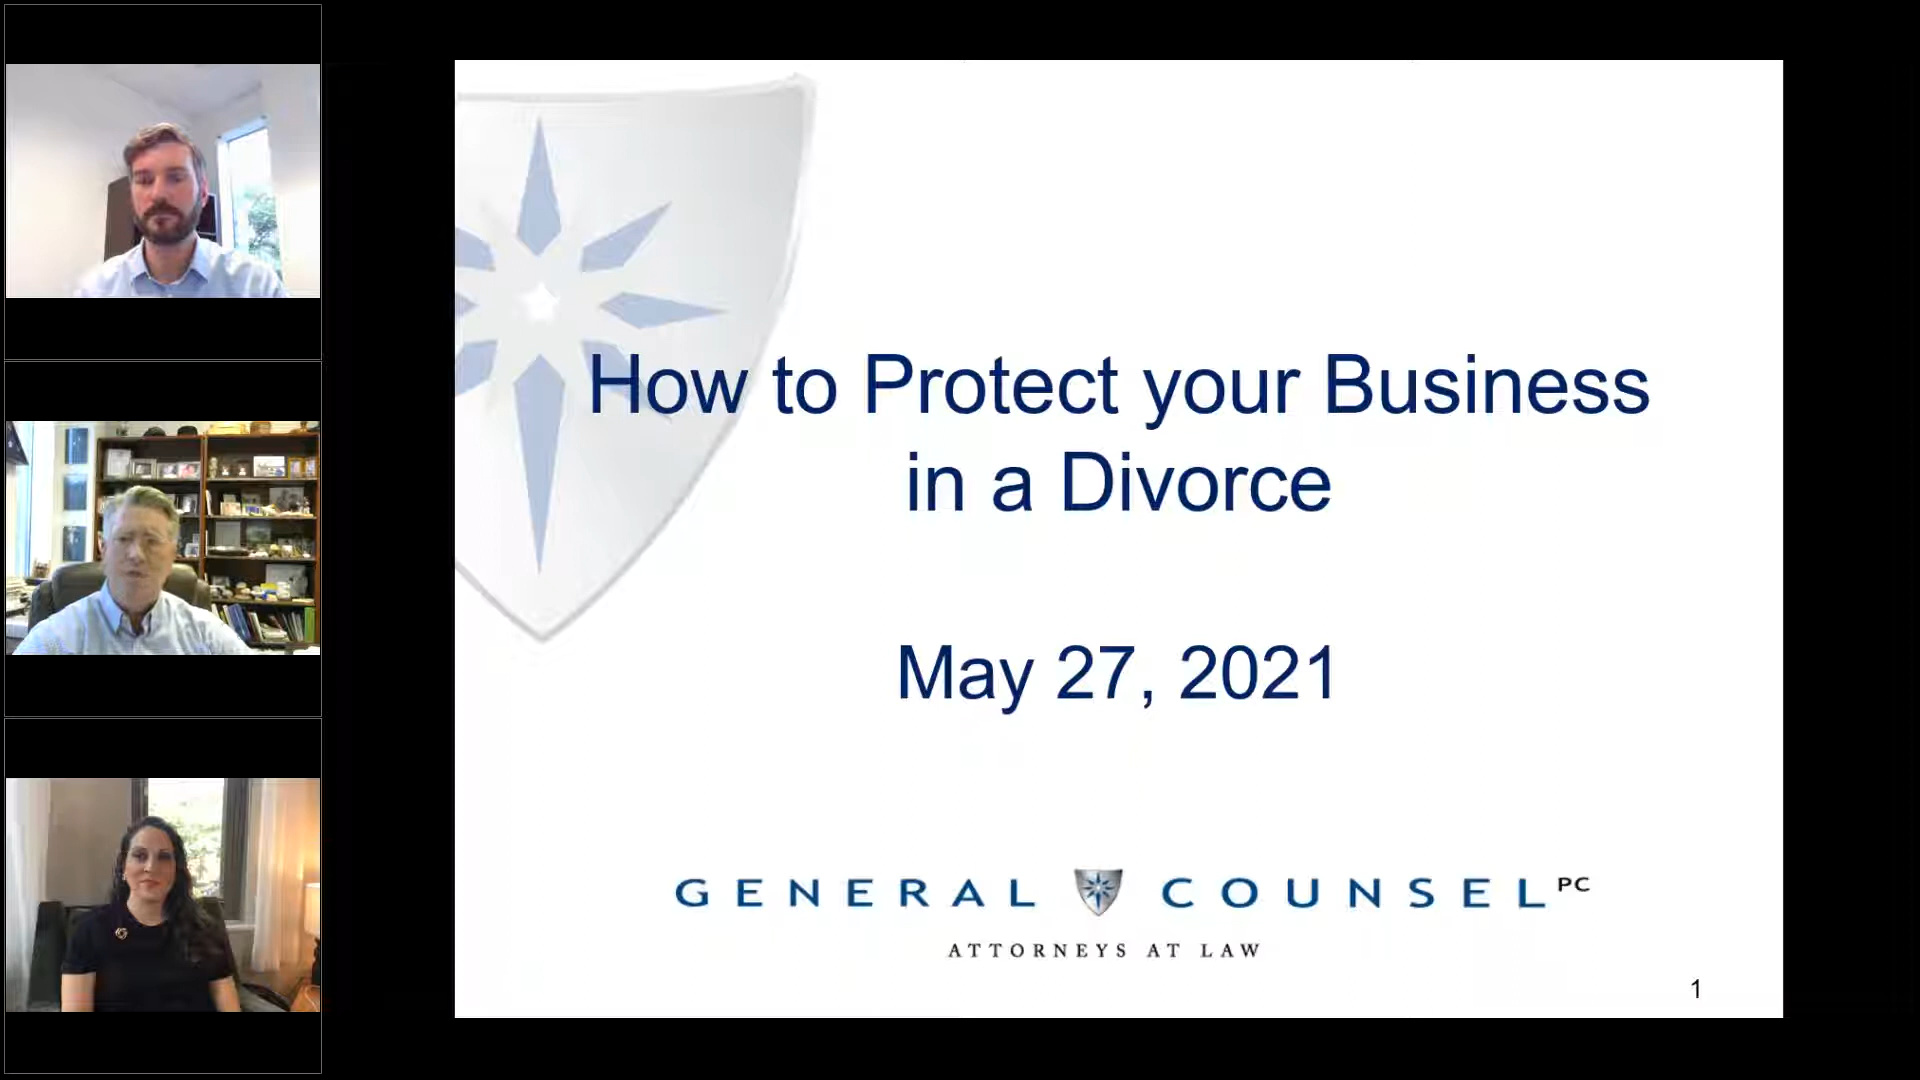 How to Protect your Business
in a Divorce
May 27, 2021
GENERAL COUNSEL PC
ATTORNEYS AT LAW
1